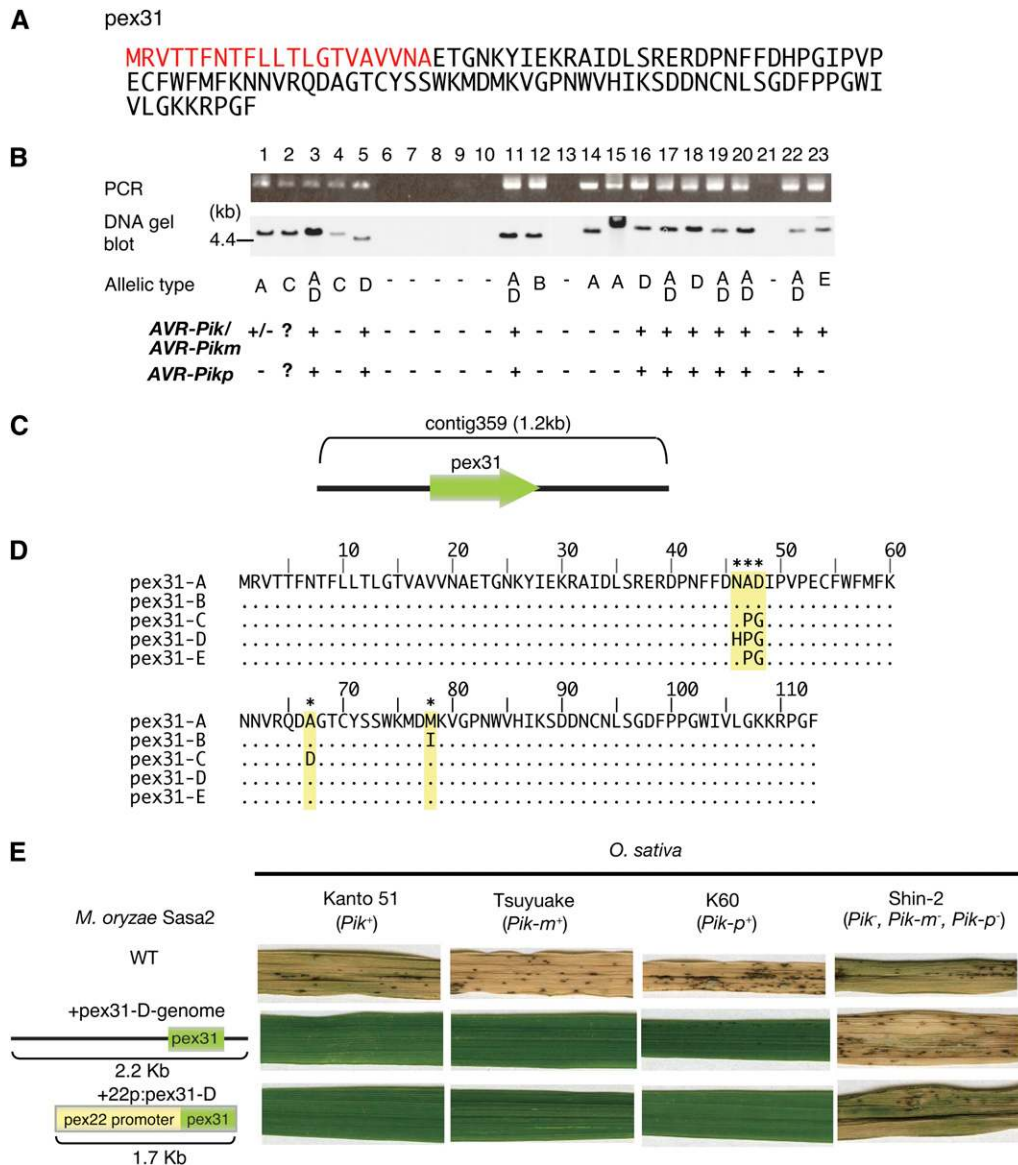 A
pex31
MRVTTFNTFLLTLGTVAVVNAETGNKYIEKRAIDLSRERDPNFFDHPGIPVP
ECFWFMFKNNVRQDAGTCYSSWKMDMKVGPNWVHIKSDDNCNLSGDFPPGWI
VLGKKRPGF
B
1 2 3 4 5 6 7 8 9 10 11 12 13 14 15 16 17 18 19 20 21 22 23
PCR
(kb)
DNA gel
blot
4.4
Allelic type A C A D C D - - - - - A D B - A A D A D D A D A D - A D E
AVR-Pik/
AVR-Pikm
+/- ? + - + - - - - - + - - - - + + + + + - + +
AVR-Pikp - ? + - + - - - - - + - - - - + + + + + - + -
C
contig359 (1.2kb)
pex31
D
10 20 30 40 50 60
***
pex31-A MRVTTFNTFLLTLGTVAVVNAETGNKYIEKRAIDLSRERDPNFFDNADIPVPECFWFMFK
pex31-B ............................................................
pex31-C ..............................................PG............
pex31-D .............................................HPG............
pex31-E ..............................................PG............
70 80 90 100 110
* *
pex31-A NNVRQDAGTCYSSWKMDMKVGPNWVHIKSDDNCNLSGDFPPGWIVLGKKRPGF
pex31-B .................I...................................
pex31-C ......D..............................................
pex31-D .....................................................
pex31-E .....................................................
E
O. sativa
Kanto 51
(Pik+)
Tsuyuake
(Pik-m+)
K60
(Pik-p+)
Shin-2
(Pik-, Pik-m-, Pik-p-)
M. oryzae Sasa2
WT
+pex31-D-genome
pex31
2.2 Kb
+22p:pex31-D
pex22 promoter pex31
1.7 Kb